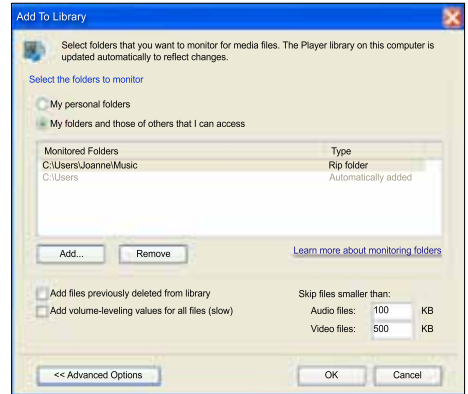 Add To Library
Select folders that you want to monitor for media files. The Player library on this computer is
updated automatically to reflect changes.
Select the folders to monitor
My personal folders
My folders and those of others that I can access
Monitored Folders Type
C:\Users\Joanne\Music Rip folder
C:\Users Automatically added
Add... Remove Learn more about monitoring folders
Add files previously deleted from library Skip files smaller than:
Add volume-leveling values for all files (slow) Audio files: 100 KB
Video files: 500 KB
<< Advanced Options OK Cancel